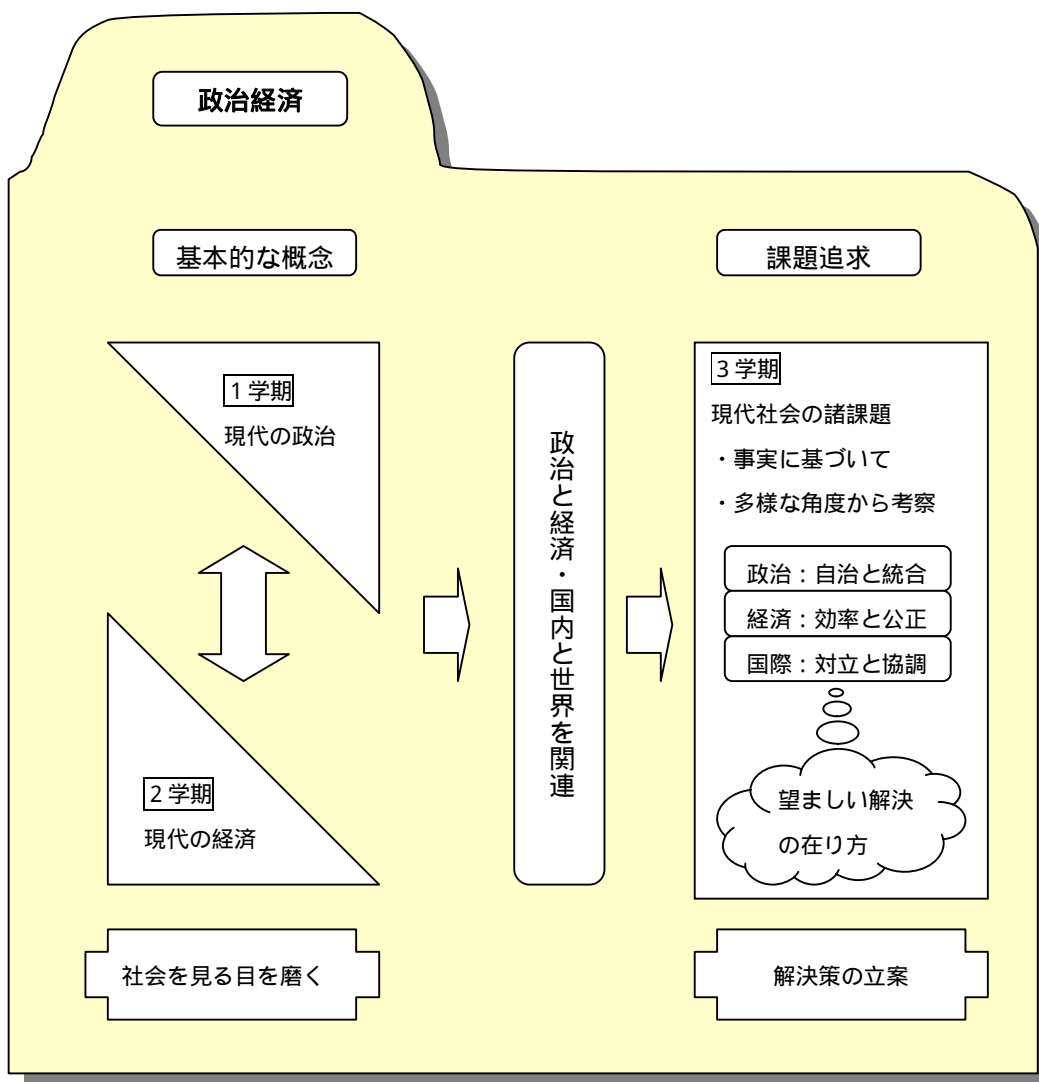 政治経済
基本的な概念
1 学期
現代の政治
2 学期
現代の経済
社会を見る目を磨く
政治と経済・国内と世界を関連
課題追求
3 学期
現代社会の諸課題
・事実に基づいて
・多様な角度から考察
政治：自治と統合
経済：効率と公正
国際：対立と協調
望ましい解決
の在り方
解決策の立案